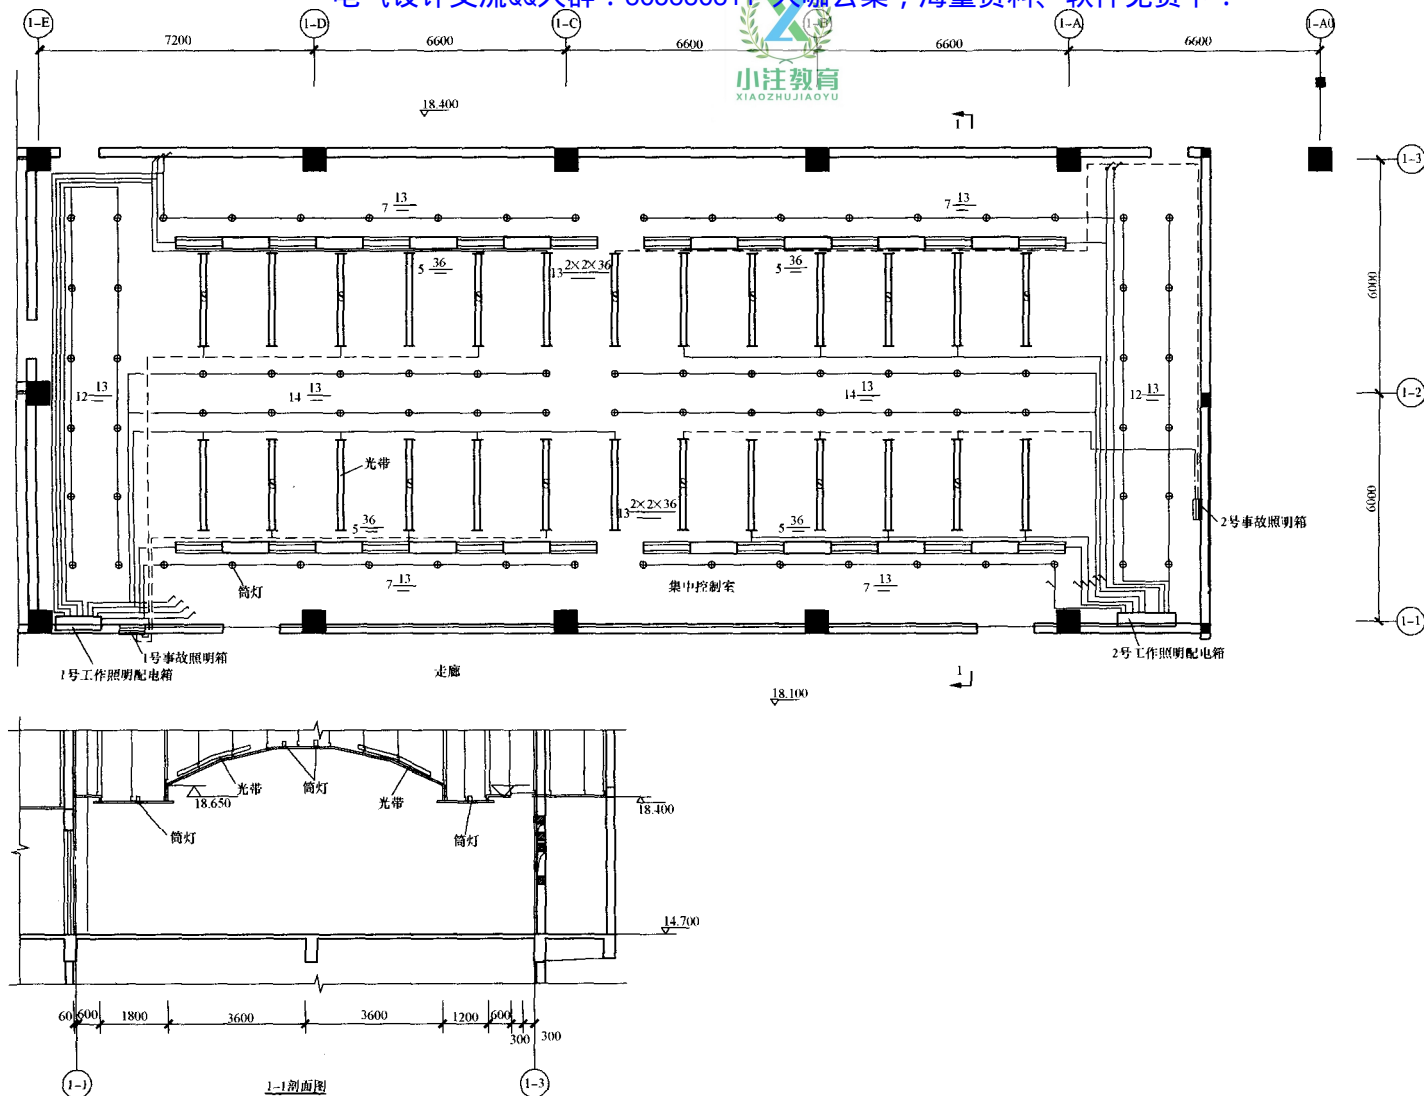 1-E
1-D
1-C
1-A
1-A0
7200
6600
6600
6600
6600
小注教育
XIAOZHUJIAOYU
18.400
1
1-3
7 13
7 13
5 36
13 2×2×36
5 36
6000
12 13
14 13
14 13
12 13
1-2
光带
6000
5 36
13 2×2×36
5 36
2号事故照明箱
筒灯
7 13
集中控制室
7 13
1-1
1号事故照明箱
1号工作照明配电箱
走廊
1
2号工作照明配电箱
18.100
光带
筒灯
光带
18.650
18.400
筒灯
筒灯
14.700
60
600
1800
3600
3600
1200
600
300
300
1-1
1-3
1-1剖面图